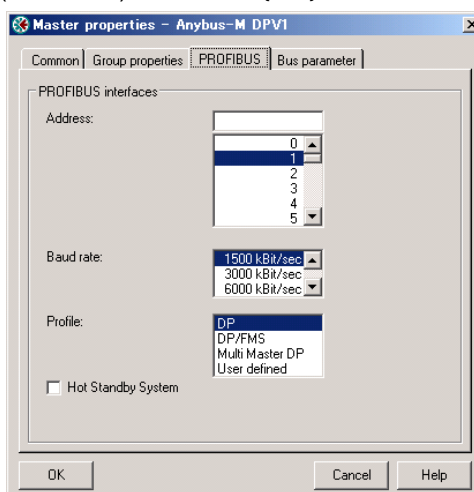 Master properties - Anybus-M DPV1
Common Group properties PROFIBUS Bus parameter
PROFIBUS interfaces
Address:
0
1
2
3
4
5
Baud rate:
1500 kBit/sec
3000 kBit/sec
6000 kBit/sec
Profile:
DP
DP/FMS
Multi Master DP
User defined
Hot Standby System
OK Cancel Help